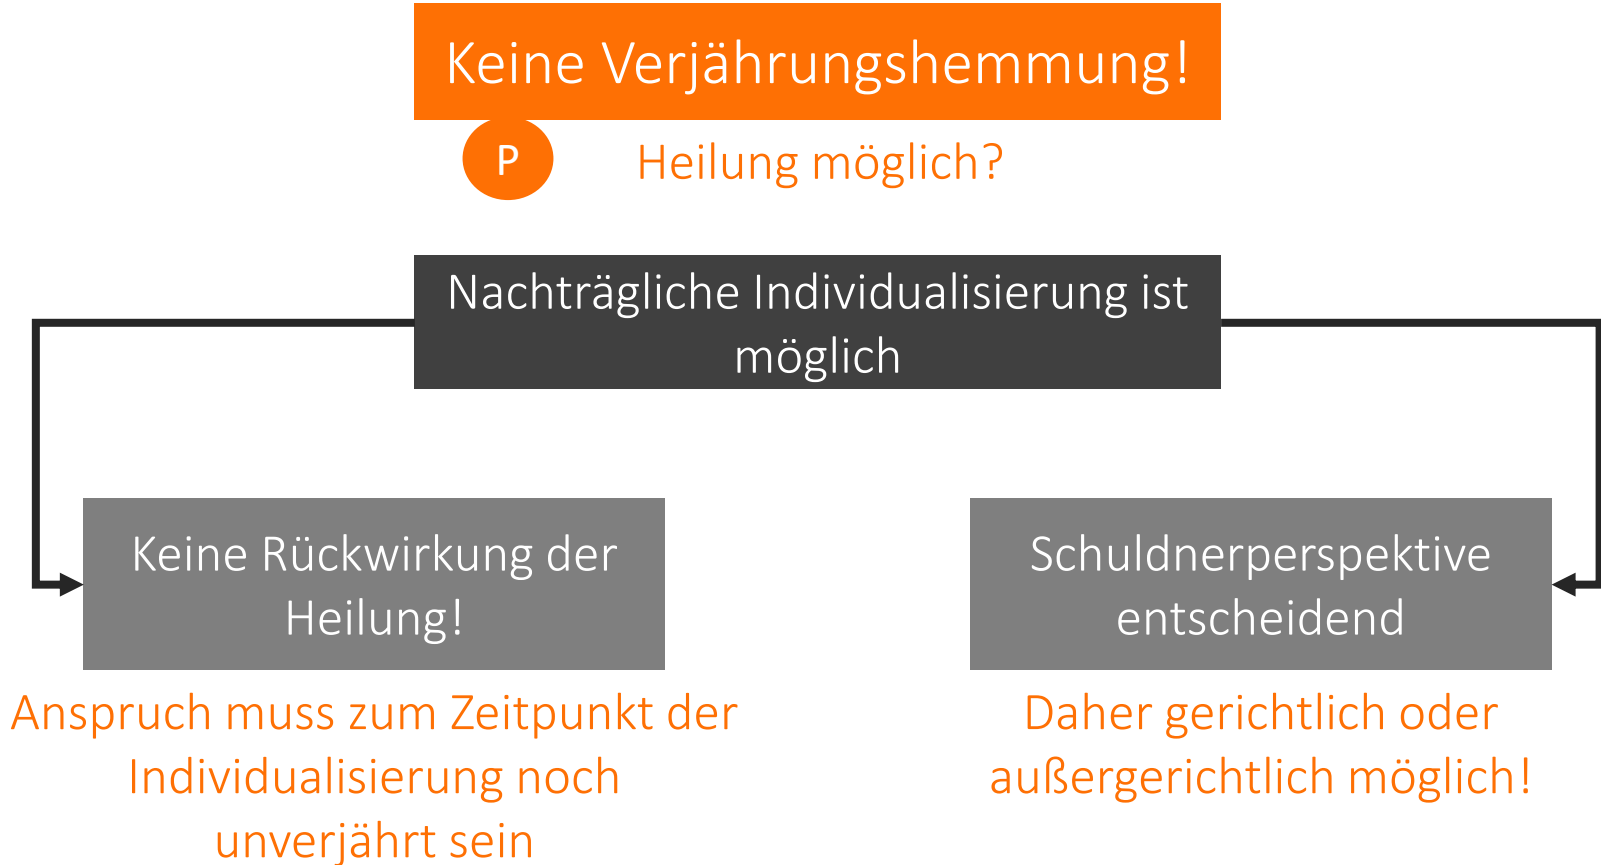 Keine Verjährungshemmung!
P
Heilung möglich?
Nachträgliche Individualisierung ist
möglich
Keine Rückwirkung der
Heilung!
Anspruch muss zum Zeitpunkt der
Individualisierung noch
unverjährt sein
Schuldnerperspektive
entscheidend
Daher gerichtlich oder
außergerichtlich möglich!